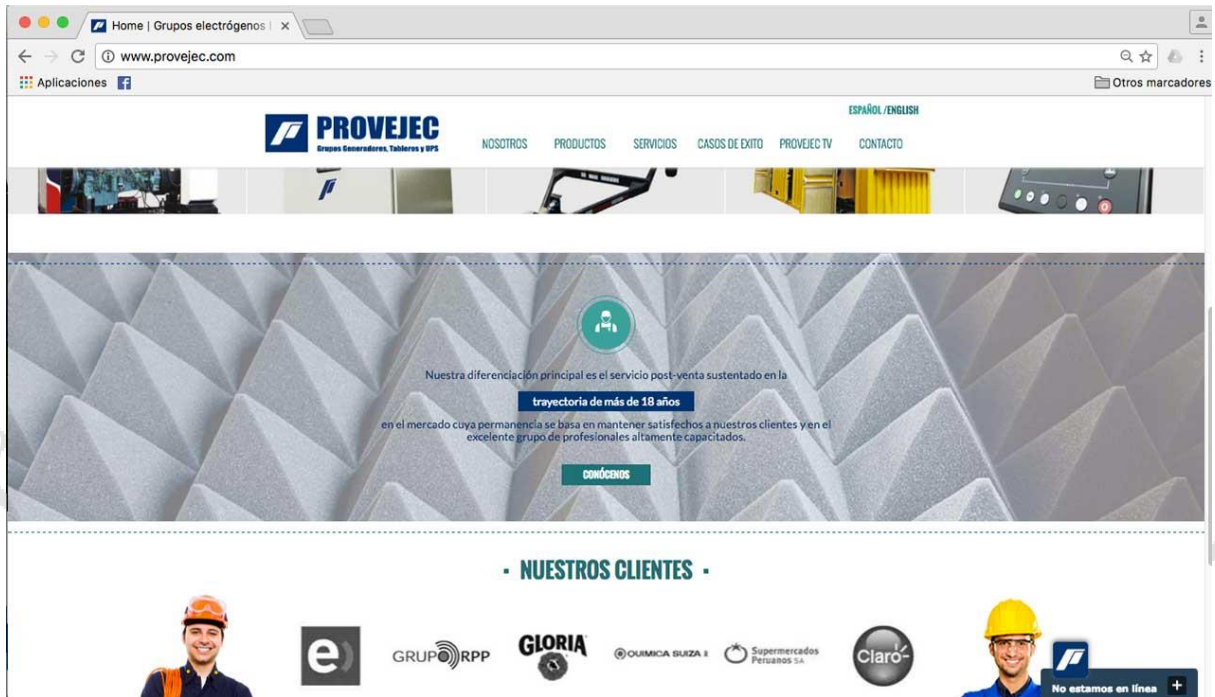 Home | Grupos electrógenos
www.provejec.com
Aplicaciones
Otros marcadores
ESPAÑOL /ENGLISH
PROVEJEC
Grupos Generadores, Tableros y UPS
NOSOTROS PRODUCTOS SERVICIOS CASOS DE EXITO PROVEJEC TV CONTACTO
Nuestra diferenciación principal es el servicio post-venta sustentado en la
trayectoria de más de 18 años
en el mercado cuya permanencia se basa en mantener satisfechos a nuestros clientes y en el
excelente grupo de profesionales altamente capacitados.
CONÓCENOS
· NUESTROS CLIENTES ·
e)
GRUPO RPP
GLORIA
QUIMICA SUIZA
Supermercados
Peruanos SA
Claro
No estamos en línea +